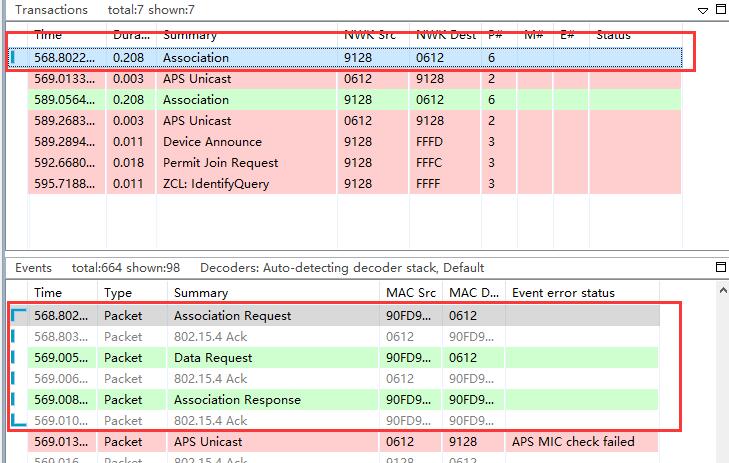 Transactions total:7 shown:7
Time Dura... Summary NWK Src NWK Dest P# M# E# Status
568.8022... 0.208 Association 9128 0612 6
569.0133... 0.003 APS Unicast 0612 9128 2
589.0564... 0.208 Association 9128 0612 6
589.2683... 0.003 APS Unicast 0612 9128 2
589.2894... 0.011 Device Announce 9128 FFFD 3
592.6680... 0.018 Permit Join Request 9128 FFFC 3
595.7188... 0.011 ZCL: IdentifyQuery 9128 FFFF 3
Events total:664 shown:98 Decoders: Auto-detecting decoder stack, Default
Time Type Summary MAC Src MAC D... Event error status
568.802... Packet Association Request 90FD9... 0612
568.803... Packet 802.15.4 Ack 0612 90FD9...
569.005... Packet Data Request 90FD9... 0612
569.006... Packet 802.15.4 Ack 0612 90FD9...
569.008... Packet Association Response 90FD9... 90FD9...
569.010... Packet 802.15.4 Ack 90FD9... 90FD9...
569.013... Packet APS Unicast 0612 9128 APS MIC check failed
569.016... Packet 802.15.4 Ack 9128 0612